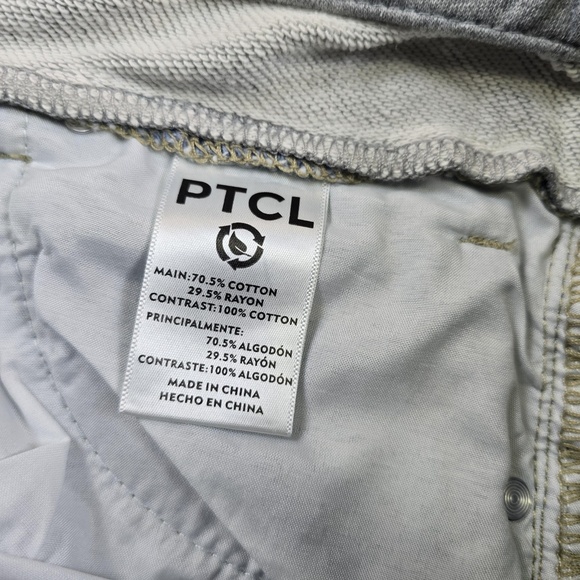 PTCL
MAIN:70.5% COTTON
29.5% RAYON
CONTRAST:100% COTTON
PRINCIPALMENTE:
70.5% ALGODÓN
29.5% RAYON
CONTRASTE:100% ALGODÓN
MADE IN CHINA
HECHO EN CHINA